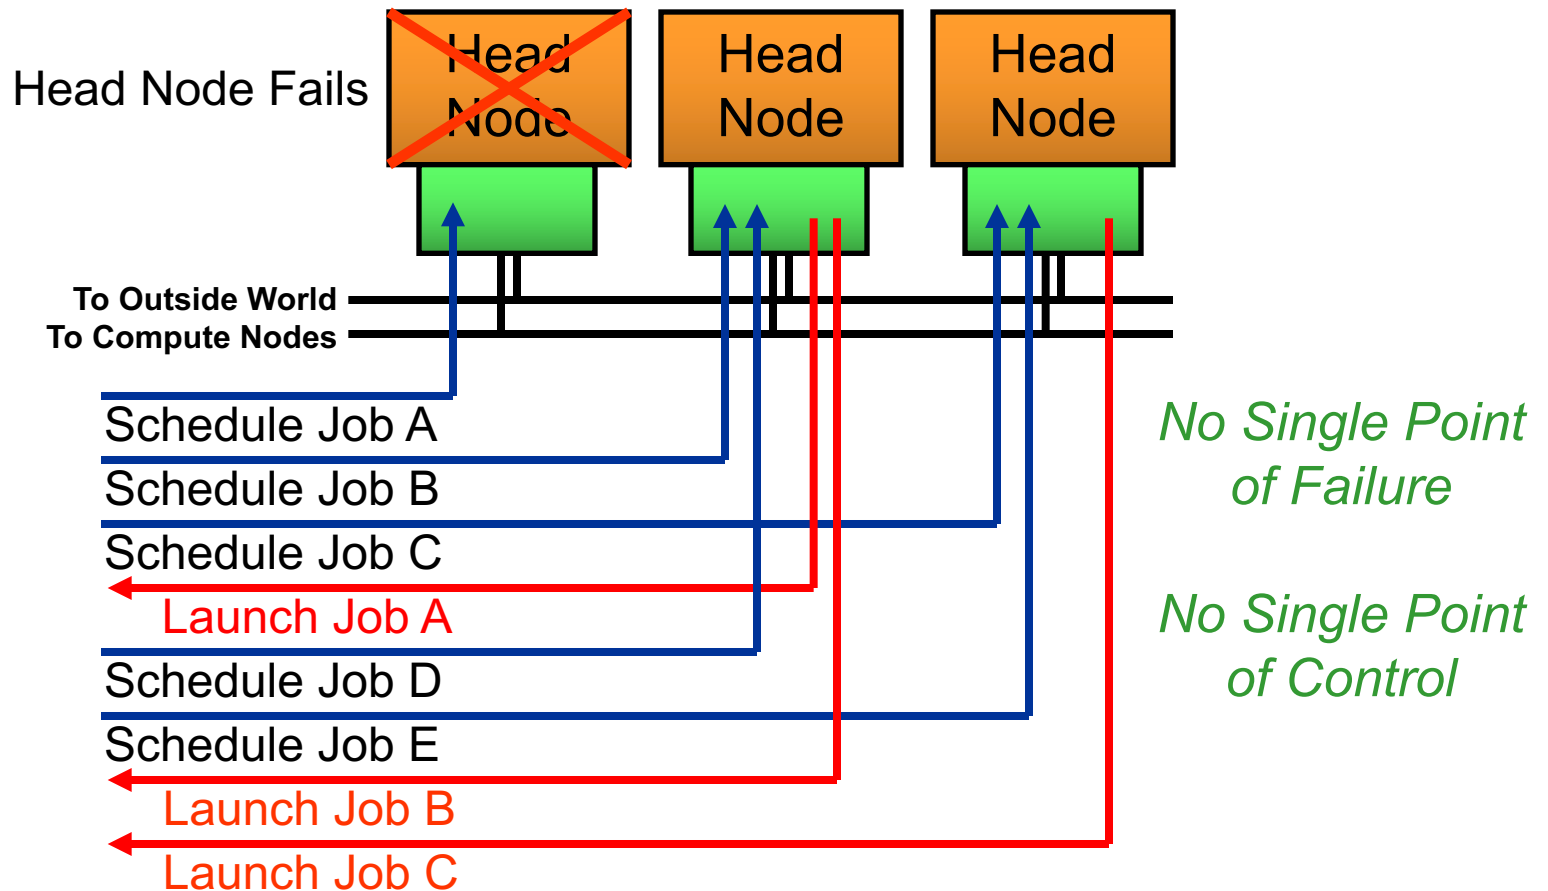 Head Node Fails
Head
Node
Head
Node
Head
Node
To Outside World
To Compute Nodes
Schedule Job A
Schedule Job B
Schedule Job C
Launch Job A
Schedule Job D
Schedule Job E
Launch Job B
Launch Job C
No Single Point
of Failure
No Single Point
of Control